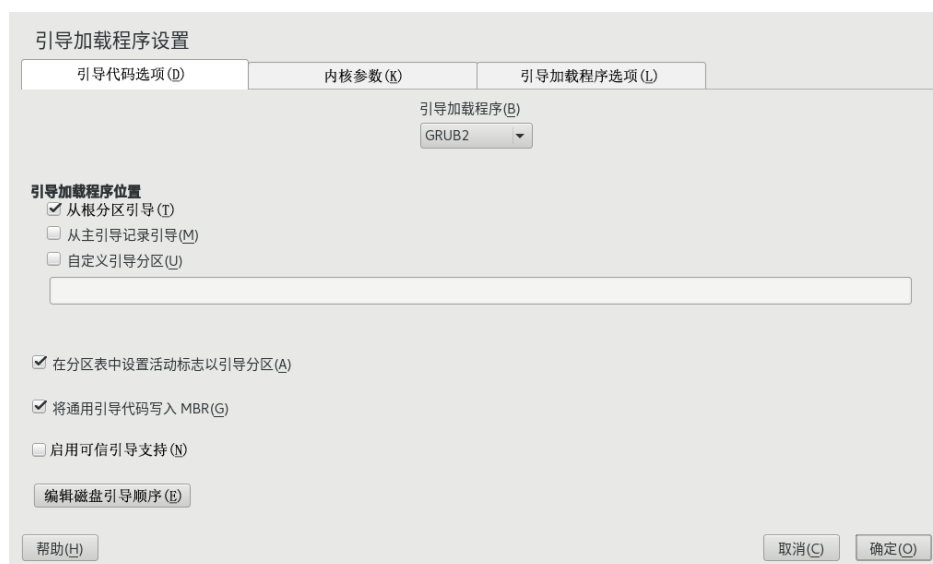 引导加载程序设置
引导代码选项(D)
内核参数(K)
引导加载程序选项(L)
引导加载程序(B)
GRUB2
引导加载程序位置
从根分区引导(T)
从主引导记录引导(M)
自定义引导分区(U)
在分区表中设置活动标志以引导分区(A)
将通用引导代码写入 MBR(G)
启用可信引导支持(N)
编辑磁盘引导顺序(E)
帮助(H)
取消(C)
确定(O)